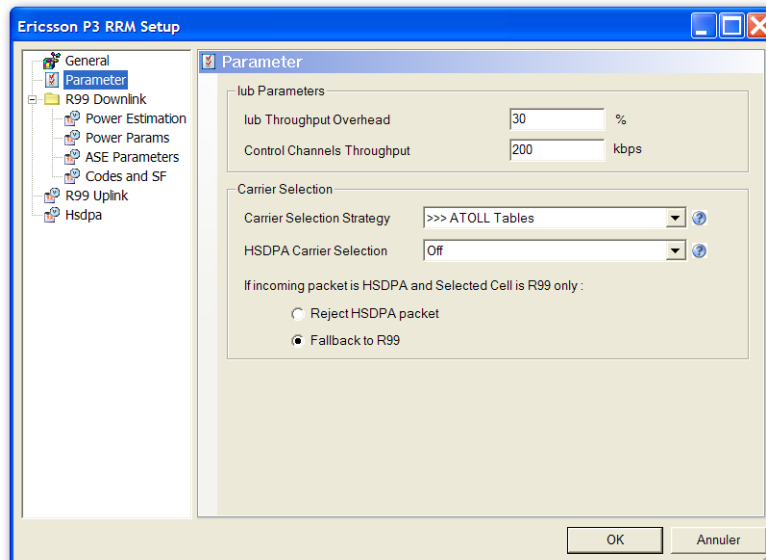 Ericsson P3 RRM Setup
General
Parameter
R99 Downlink
Power Estimation
Power Params
ASE Parameters
Codes and SF
R99 Uplink
Hsdpa
Parameter
Iub Parameters
Iub Throughput Overhead 30 %
Control Channels Throughput 200 kbps
Carrier Selection
Carrier Selection Strategy >>> ATOLL Tables
HSDPA Carrier Selection Off
If incoming packet is HSDPA and Selected Cell is R99 only :
Reject HSDPA packet
Fallback to R99
OK Annuler